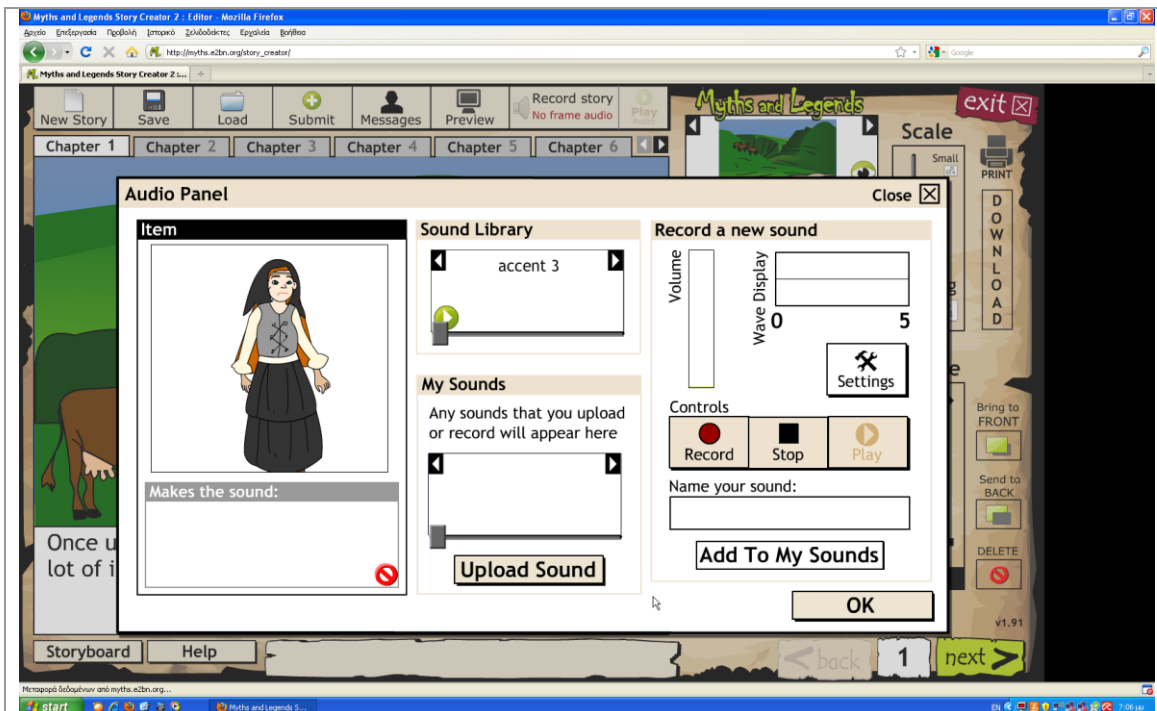 Myths and Legends Story Creator 2 : Editor - Mozilla Firefox
Αρχείο Επεξεργασία Προβολή Ιστορικό Σελιδοδείκτες Εργαλεία Βοήθεια
http://myths.e2bn.org/story_creator/
Google
Myths and Legends Story Creator 2 :...
New Story
Save
Load
Submit
Messages
Preview
Record story
No frame audio
Play
Audio
Myths and Legends
exit
Chapter 1
Chapter 2
Chapter 3
Chapter 4
Chapter 5
Chapter 6
Scale
Small
PRINT
DOWNLOAD
Audio Panel
Close
Item
Makes the sound:
Sound Library
accent 3
My Sounds
Any sounds that you upload
or record will appear here
Upload Sound
Record a new sound
Volume
Wave Display
0
5
Settings
Controls
Record
Stop
Play
Name your sound:
Add To My Sounds
OK
Bring to
FRONT
Send to
BACK
DELETE
v1.91
Once u
lot of i
Storyboard
Help
< back
1
next >
Μεταφορά δεδομένων από myths.e2bn.org...
start
Myths and Legends S...
EN
7:06 μμ